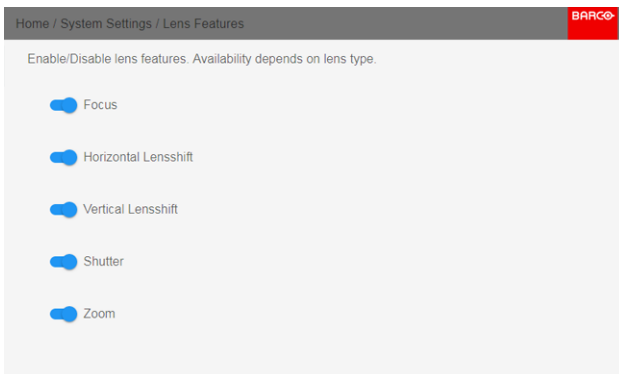 Home / System Settings / Lens Features
BARCO
Enable/Disable lens features. Availability depends on lens type.
Focus
Horizontal Lensshift
Vertical Lensshift
Shutter
Zoom